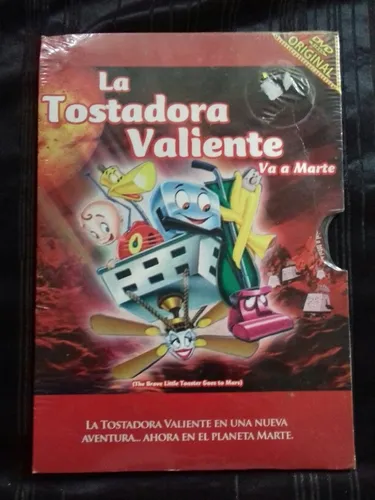 DVD
ORIGINAL
La
Tostadora
Valiente
Va a Marte
(The Brave Little Toaster Goes to Mars)
LA TOSTADORA VALIENTE EN UNA NUEVA
AVENTURA... AHORA EN EL PLANETA MARTE.